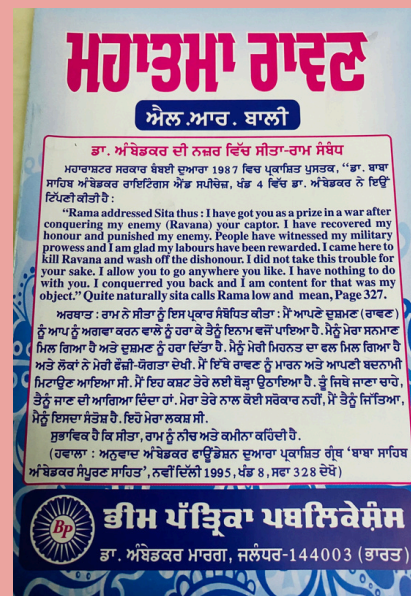 ਮਹਾਤਮਾ ਰਾਵਣ
ਐਲ.ਆਰ. ਬਾਲੀ
ਡਾ. ਅੰਬੇਡਕਰ ਦੀ ਨਜ਼ਰ ਵਿੱਚ ਸੀਤਾ-ਰਾਮ ਸਬੰਧ
ਮਹਾਰਾਸ਼ਟਰ ਸਰਕਾਰ ਬੰਬਈ ਦੁਆਰਾ 1987 ਵਿਚ ਪ੍ਰਕਾਸ਼ਿਤ ਪੁਸਤਕ, ‘‘ਡਾ. ਬਾਬਾ
ਸਾਹਿਬ ਅੰਬੇਡਕਰ ਰਾਇਟਿੰਗਸ ਐਂਡ ਸਪੀਚੇਜ਼, ਖੰਡ 4 ਵਿੱਚ ਡਾ. ਅੰਬੇਡਕਰ ਨੇ ਇਉਂ
ਟਿੱਪਣੀ ਕੀਤੀ ਹੈ :
“Rama addressed Sita thus : I have got you as a prize in a war after
conquering my enemy (Ravana) your captor. I have recovered my
honour and punished my enemy. People have witnessed my military
prowess and I am glad my labours have been rewarded. I came here to
kill Ravana and wash off the dishonour. I did not take this trouble for
your sake. I allow you to go anywhere you like. I have nothing to do
with you. I conquerred you back and I am content for that was my
object.” Quite naturally sita calls Rama low and mean, Page 327.
ਅਰਥਾਤ : ਰਾਮ ਨੇ ਸੀਤਾ ਨੂੰ ਇਸ ਪ੍ਰਕਾਰ ਸੰਬੋਧਿਤ ਕੀਤਾ : ਮੈਂ ਆਪਣੇ ਦੁਸ਼ਮਣ (ਰਾਵਣ)
ਨੂੰ ਆਪ ਨੂੰ ਅਗਵਾ ਕਰਨ ਵਾਲੇ ਨੂੰ ਹਰਾ ਕੇ ਤੈਨੂੰ ਇਨਾਮ ਵਜੋਂ ਪਾਇਆ ਹੈ. ਮੈਨੂੰ ਮੇਰਾ ਸਨਮਾਣ
ਮਿਲ ਗਿਆ ਹੈ ਅਤੇ ਦੁਸ਼ਮਣ ਨੂੰ ਹਰਾ ਦਿੱਤਾ ਹੈ. ਮੈਨੂੰ ਮੇਰੀ ਮਿਹਨਤ ਦਾ ਫਲ ਮਿਲ ਗਿਆ ਹੈ
ਅਤੇ ਲੋਕਾਂ ਨੇ ਮੇਰੀ ਫੌਜੀ-ਯੋਗਤਾ ਦੇਖੀ. ਮੈਂ ਇੱਥੇ ਰਾਵਣ ਨੂੰ ਮਾਰਨ ਅਤੇ ਆਪਣੀ ਬਦਨਾਮੀ
ਮਿਟਾਉਣ ਆਇਆ ਸੀ. ਮੈਂ ਇਹ ਕਸ਼ਟ ਤੇਰੇ ਲਈ ਥੋੜ੍ਹਾ ਉਠਾਇਆ ਹੈ. ਤੂੰ ਜਿਥੇ ਜਾਣਾ ਚਾਹੇ,
ਤੈਨੂੰ ਜਾਣ ਦੀ ਆਗਿਆ ਦਿੰਦਾ ਹਾਂ. ਮੇਰਾ ਤੇਰੇ ਨਾਲ ਕੋਈ ਸਰੋਕਾਰ ਨਹੀਂ, ਮੈਂ ਤੈਨੂੰ ਜਿੱਤਿਆ,
ਮੈਨੂੰ ਇਸਦਾ ਸੰਤੋਸ਼ ਹੈ. ਇਹੋ ਮੇਰਾ ਲਕਸ਼ ਸੀ.
ਸੁਭਾਵਿਕ ਹੈ ਕਿ ਸੀਤਾ, ਰਾਮ ਨੂੰ ਨੀਂਚ ਅਤੇ ਕਮੀਨਾ ਕਹਿੰਦੀ ਹੈ.
(ਹਵਾਲਾ : ਅਨੁਵਾਦ ਅੰਬੇਡਕਰ ਫਾਊਂਡੇਸ਼ਨ ਦੁਆਰਾ ਪ੍ਰਕਾਸ਼ਿਤ ਗ੍ਰੰਥ ‘ਬਾਬਾ ਸਾਹਿਬ
ਅੰਬੇਡਕਰ ਸੰਪੂਰਣ ਸਾਹਿਤ’, ਨਵੀਂ ਦਿੱਲੀ 1995, ਖੰਡ 8, ਸਫਾ 328 ਦੇਖੋ)
BP
ਭੀਮ ਪੱਤ੍ਰਿਕਾ ਪਬਲਿਕੇਸ਼ੰਸ
ਡਾ. ਅੰਬੇਡਕਰ ਮਾਰਗ, ਜਲੰਧਰ-144003 (ਭਾਰਤ)